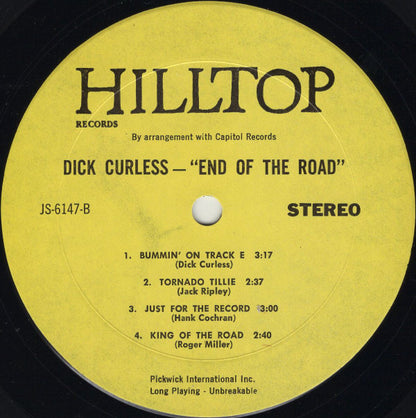 HILLTOP
RECORDS
By arrangement with Capitol Records
DICK CURLESS — "END OF THE ROAD"
JS-6147-B
STEREO
1. BUMMIN' ON TRACK E 3:17
(Dick Curless)
2. TORNADO TILLIE 2:37
(Jack Ripley)
3. JUST FOR THE RECORD 3:00
(Hank Cochran)
4. KING OF THE ROAD 2:40
(Roger Miller)
Pickwick International Inc.
Long Playing - Unbreakable